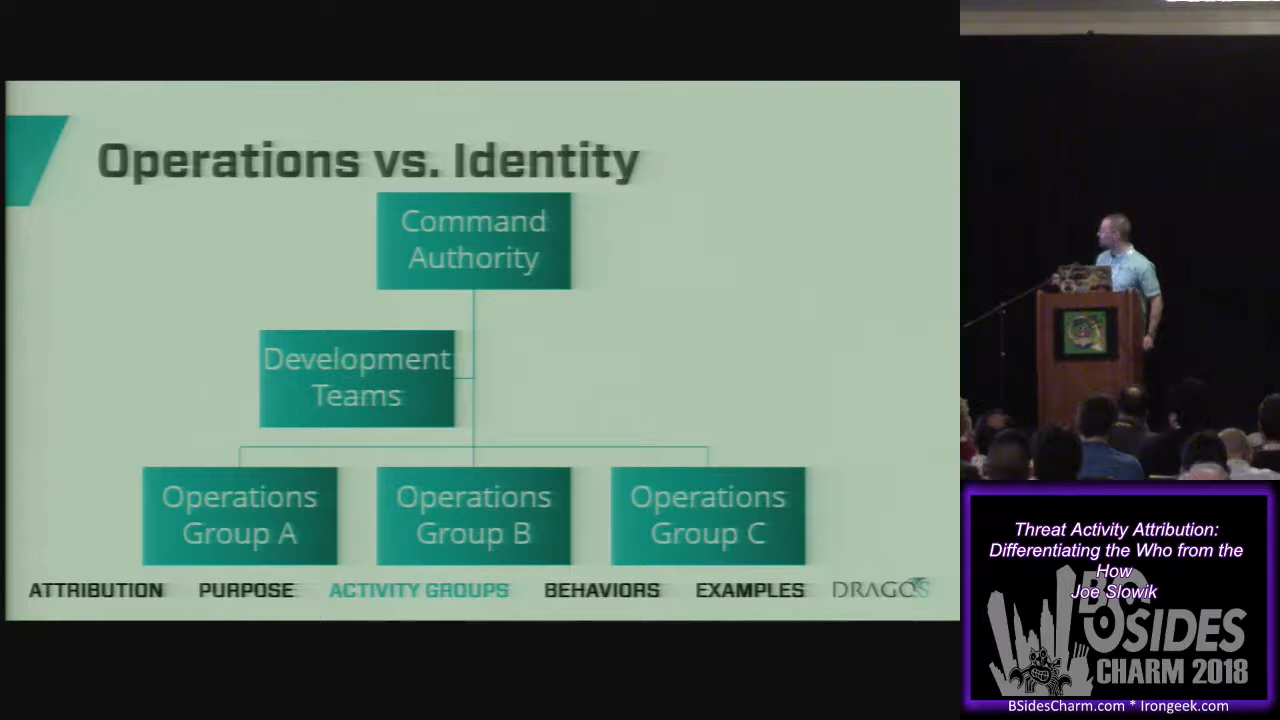 Operations vs. Identity
Command
Authority
Development
Teams
Operations
Group A
Operations
Group B
Operations
Group C
ATTRIBUTION PURPOSE ACTIVITY GROUPS BEHAVIORS EXAMPLES DRAGOS
Threat Activity Attribution:
Differentiating the Who from the
How
Joe Slowik
BSIDES
CHARM 2018
BSidesCharm.com * Irongeek.com